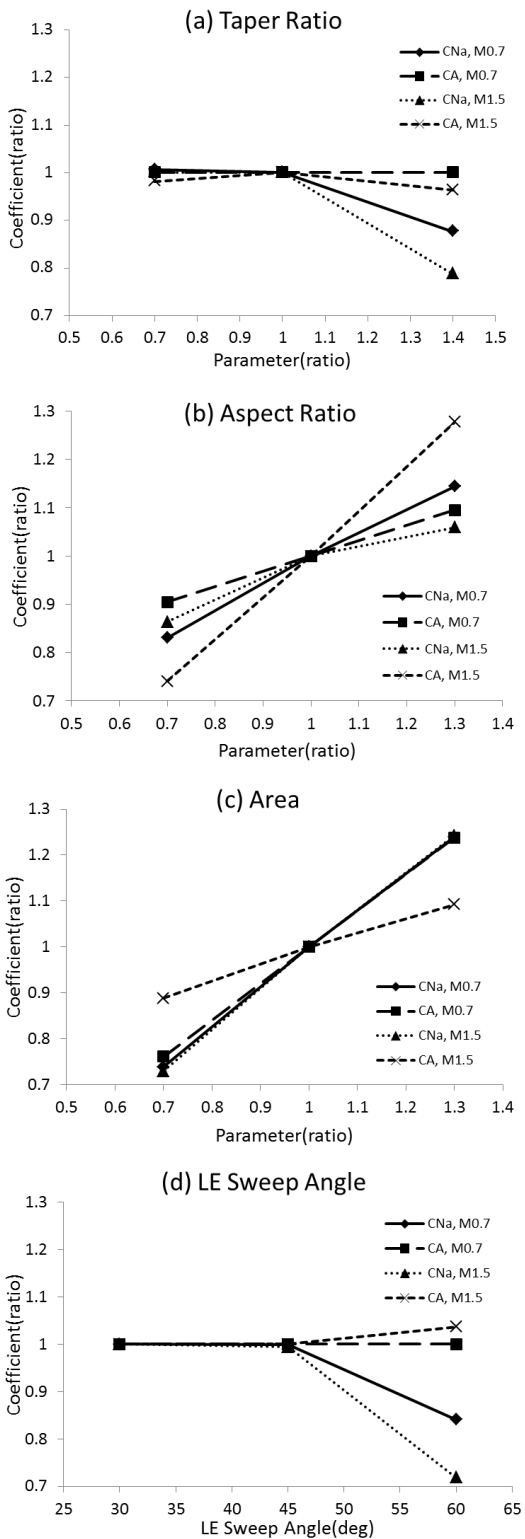 (a) Taper Ratio
1.3
1.2
1.1
1
0.9
0.8
0.7
Coefficient(ratio)
CNa, M0.7
CA, M0.7
CNa, M1.5
CA, M1.5
0.5 0.6 0.7 0.8 0.9 1 1.1 1.2 1.3 1.4 1.5
Parameter(ratio)
(b) Aspect Ratio
1.3
1.2
1.1
1
0.9
0.8
0.7
Coefficient(ratio)
CNa, M0.7
CA, M0.7
CNa, M1.5
CA, M1.5
0.5 0.6 0.7 0.8 0.9 1 1.1 1.2 1.3 1.4
Parameter(ratio)
(c) Area
1.3
1.2
1.1
1
0.9
0.8
0.7
Coefficient(ratio)
CNa, M0.7
CA, M0.7
CNa, M1.5
CA, M1.5
0.5 0.6 0.7 0.8 0.9 1 1.1 1.2 1.3 1.4
Parameter(ratio)
(d) LE Sweep Angle
1.3
1.2
1.1
1
0.9
0.8
0.7
Coefficient(ratio)
CNa, M0.7
CA, M0.7
CNa, M1.5
CA, M1.5
25 30 35 40 45 50 55 60 65
LE Sweep Angle(deg)